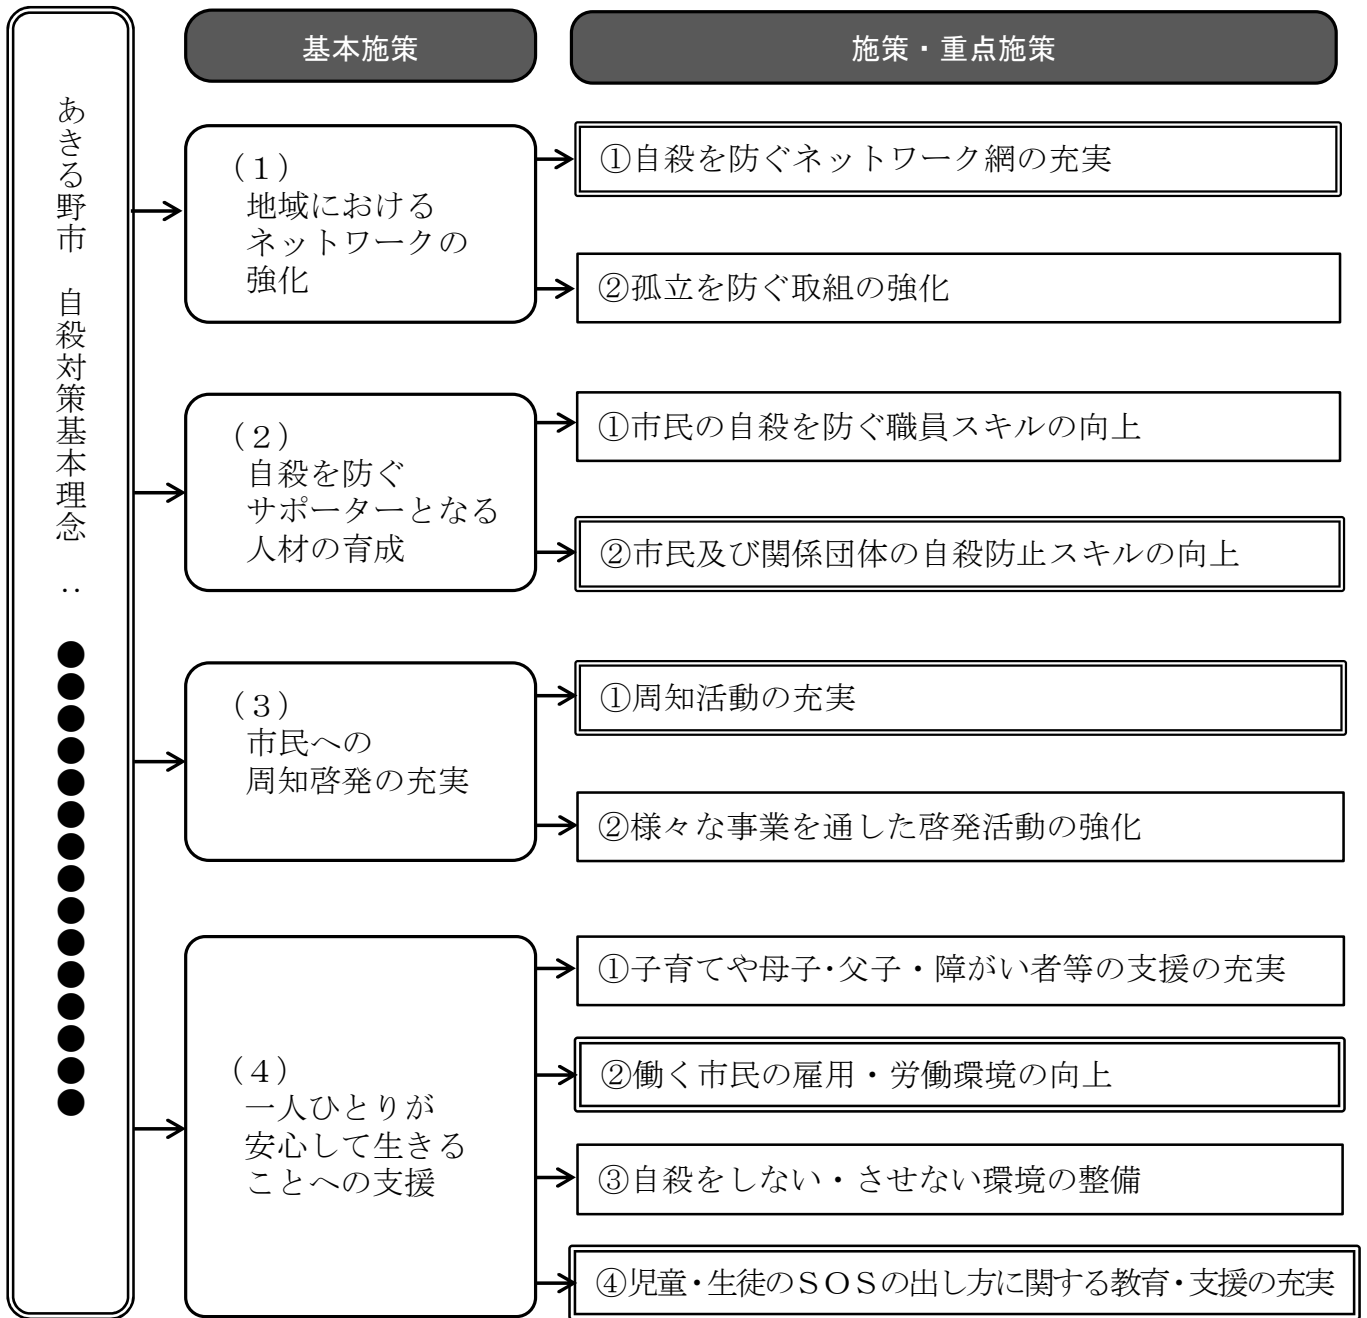 基本施策
施策・重点施策
あきる野市 自殺対策基本理念 : ●●●●●●●●●●●●●●●
(1)
地域における
ネットワークの
強化
①自殺を防ぐネットワーク網の充実
②孤立を防ぐ取組の強化
(2)
自殺を防ぐ
サポーターとなる
人材の育成
①市民の自殺を防ぐ職員スキルの向上
②市民及び関係団体の自殺防止スキルの向上
(3)
市民への
周知啓発の充実
①周知活動の充実
②様々な事業を通した啓発活動の強化
(4)
一人ひとりが
安心して生きる
ことへの支援
①子育てや母子・父子・障がい者等の支援の充実
②働く市民の雇用・労働環境の向上
③自殺をしない・させない環境の整備
④児童・生徒のSOSの出し方に関する教育・支援の充実